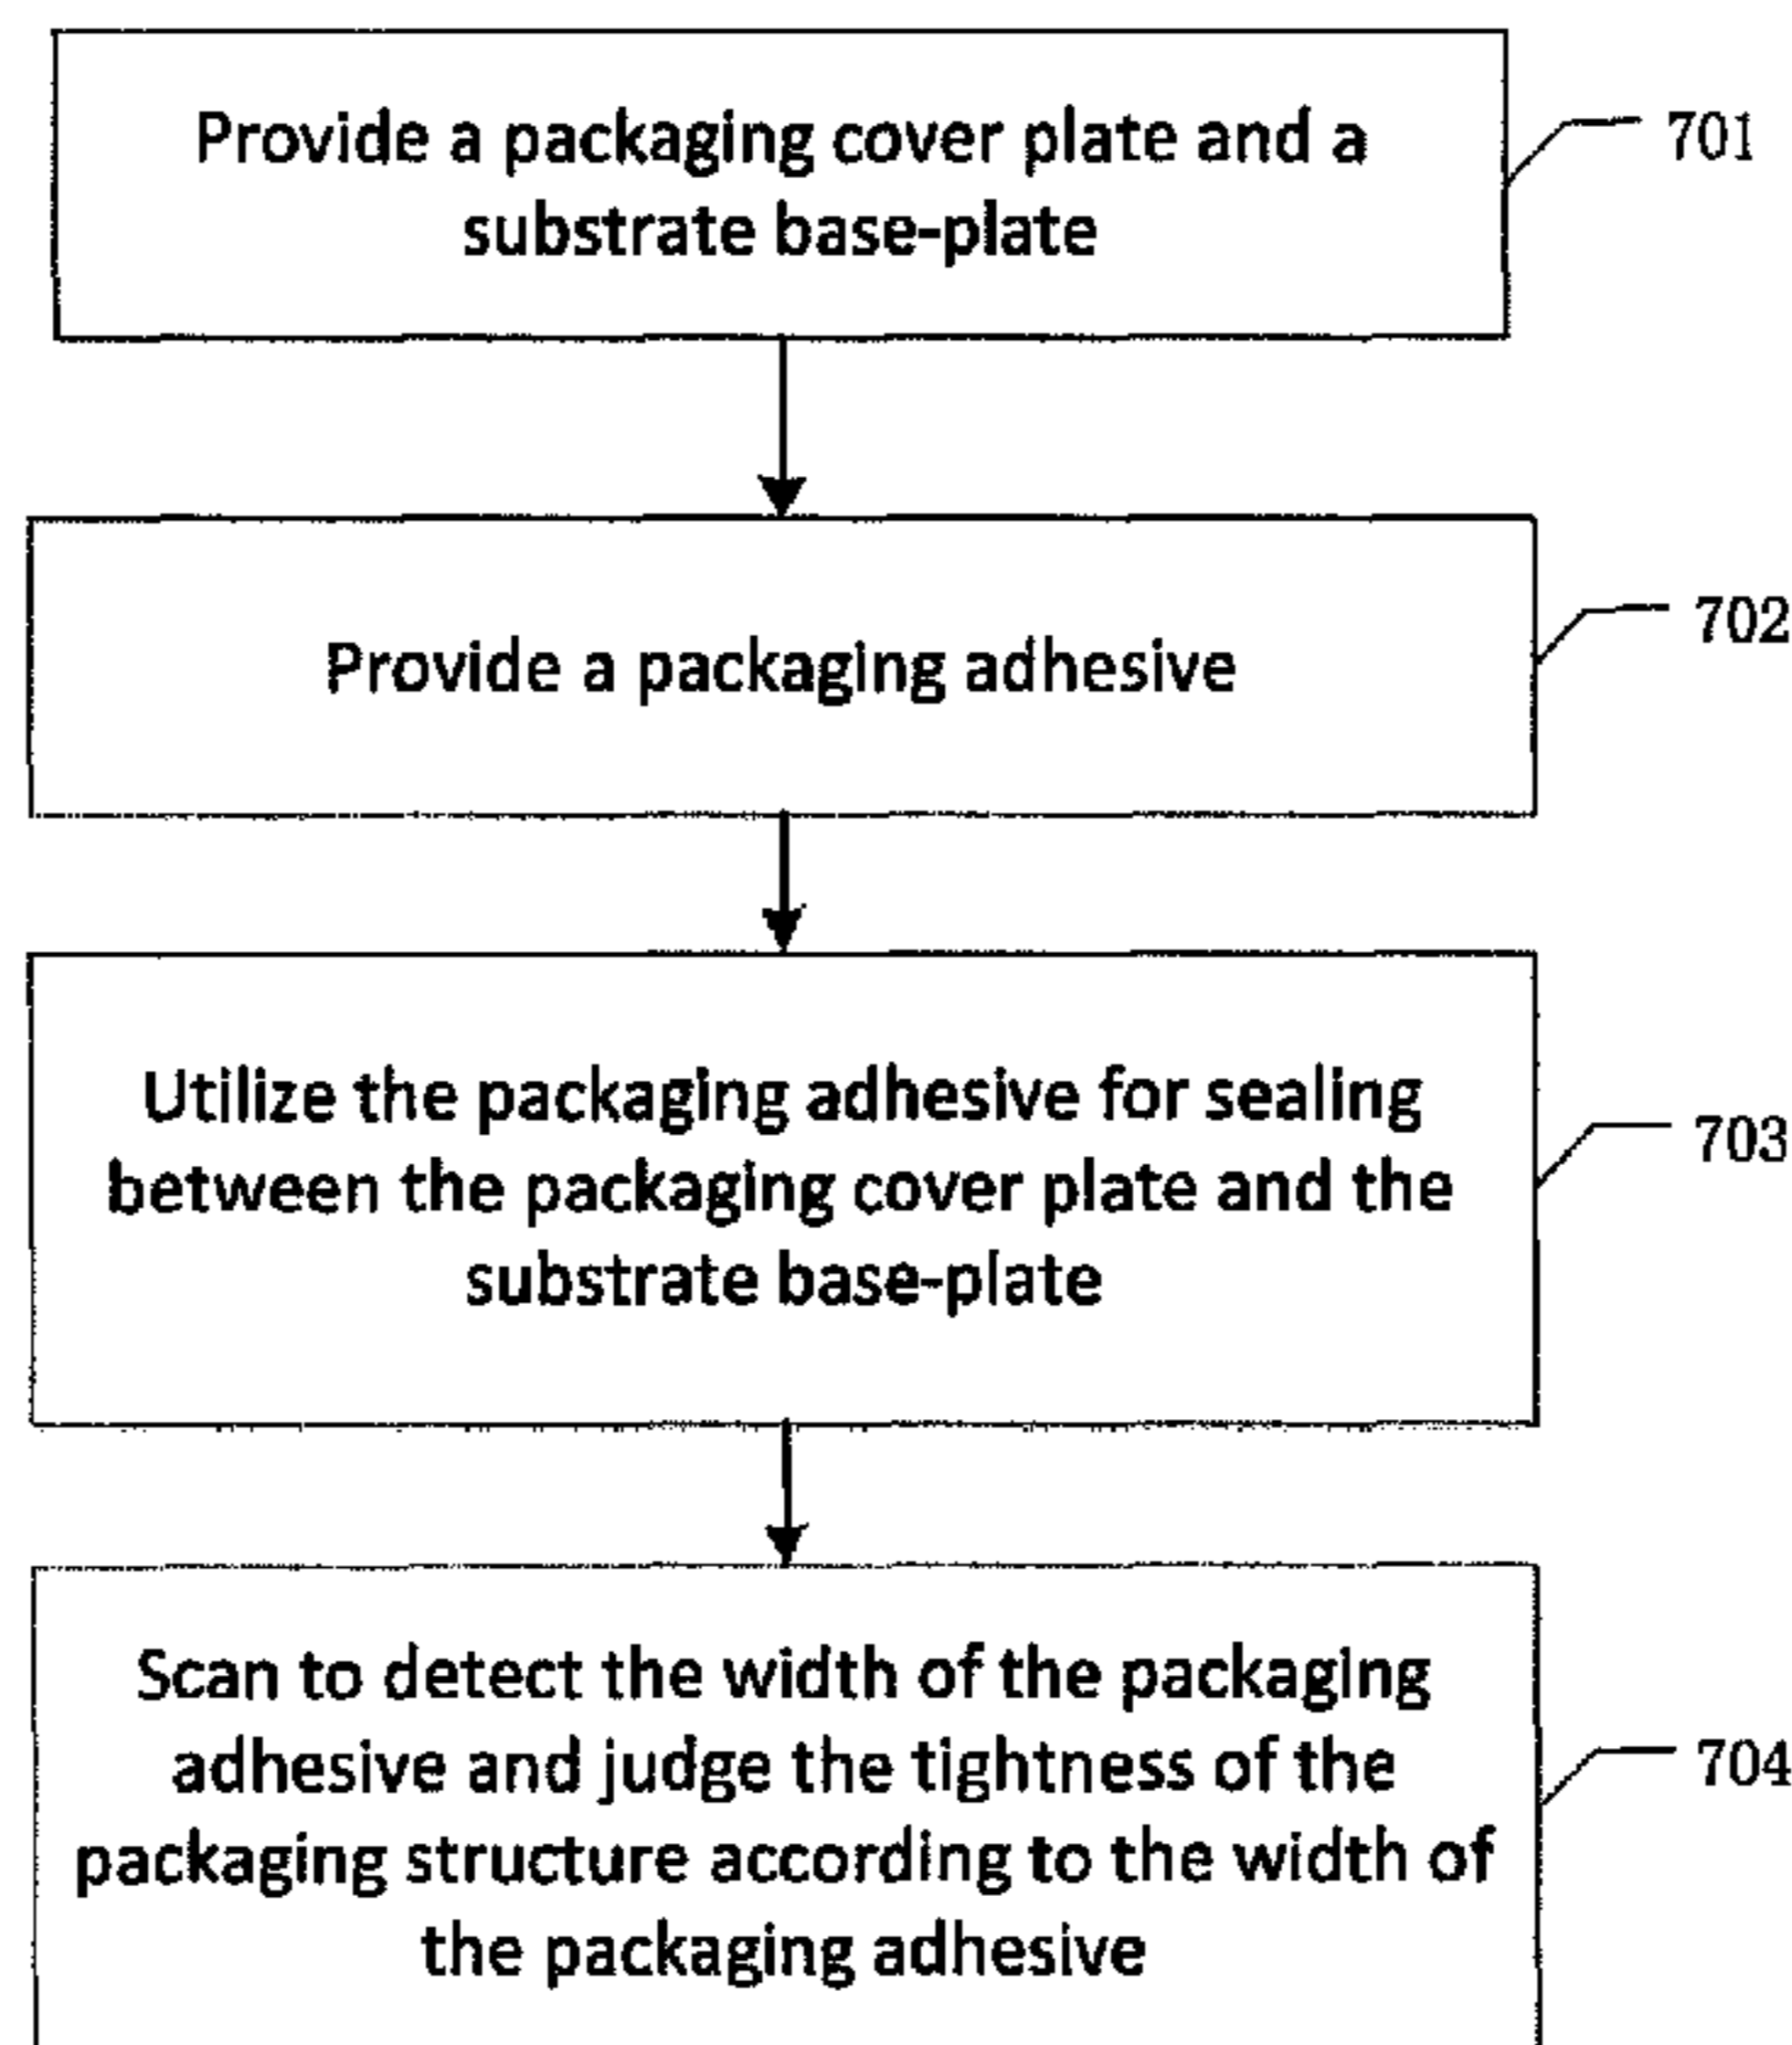 Provide a packaging cover plate and a
substrate base-plate
701
Provide a packaging adhesive
702
Utilize the packaging adhesive for sealing
between the packaging cover plate and the
substrate base-plate
703
Scan to detect the width of the packaging
adhesive and judge the tightness of the
packaging structure according to the width of
the packaging adhesive
704